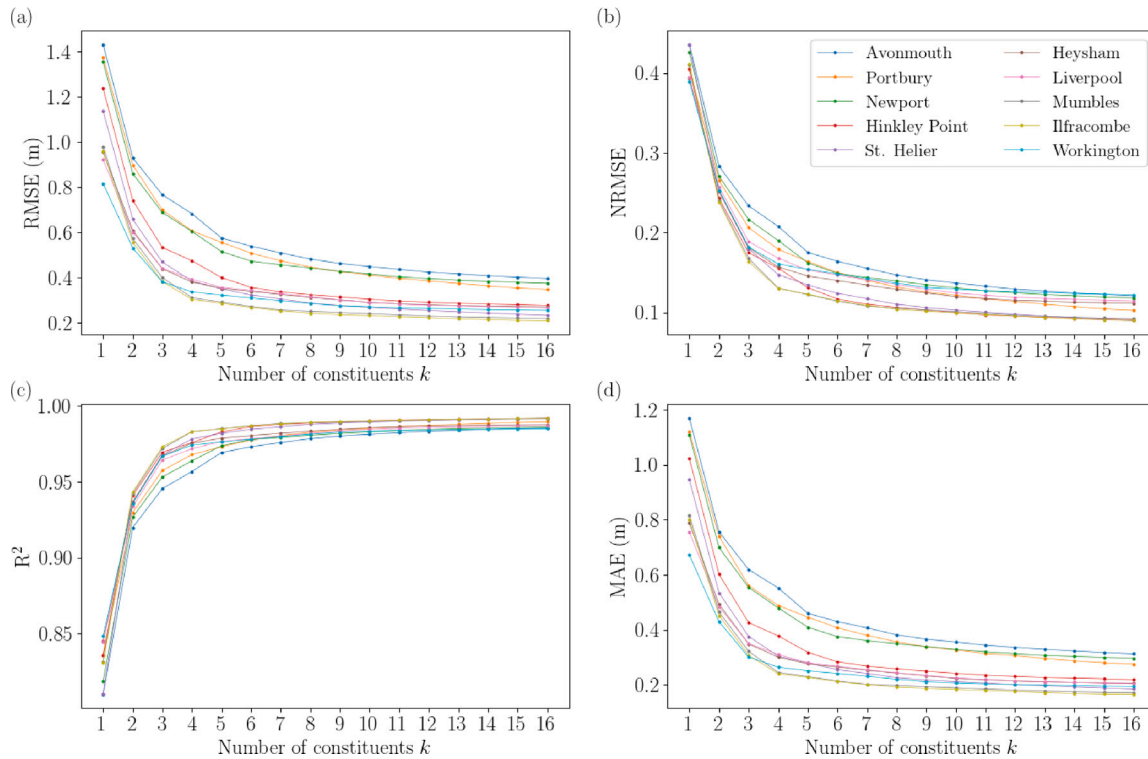 (a)
RMSE (m)
1.4
1.2
1.0
0.8
0.6
0.4
0.2
1 2 3 4 5 6 7 8 9 10 11 12 13 14 15 16
Number of constituents k
(b)
NRMSE
0.4
0.3
0.2
0.1
Avonmouth
Portbury
Newport
Hinkley Point
St. Helier
Heysham
Liverpool
Mumbles
Ilfracombe
Workington
1 2 3 4 5 6 7 8 9 10 11 12 13 14 15 16
Number of constituents k
(c)
R²
1.00
0.95
0.90
0.85
1 2 3 4 5 6 7 8 9 10 11 12 13 14 15 16
Number of constituents k
(d)
MAE (m)
1.2
1.0
0.8
0.6
0.4
0.2
1 2 3 4 5 6 7 8 9 10 11 12 13 14 15 16
Number of constituents k